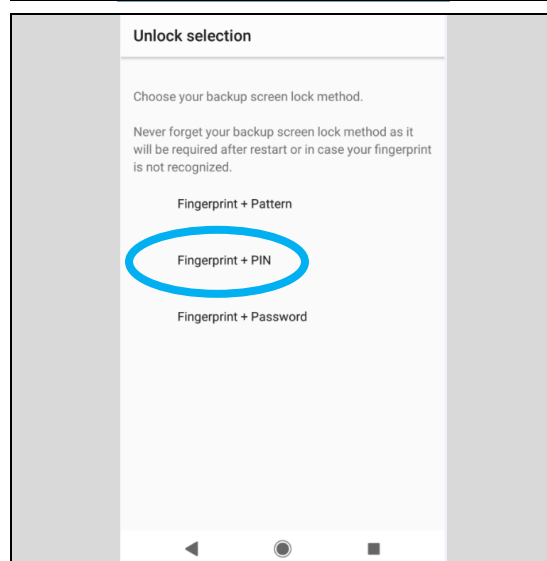 Unlock selection
Choose your backup screen lock method.
Never forget your backup screen lock method as it
will be required after restart or in case your fingerprint
is not recognized.
Fingerprint + Pattern
Fingerprint + PIN
Fingerprint + Password